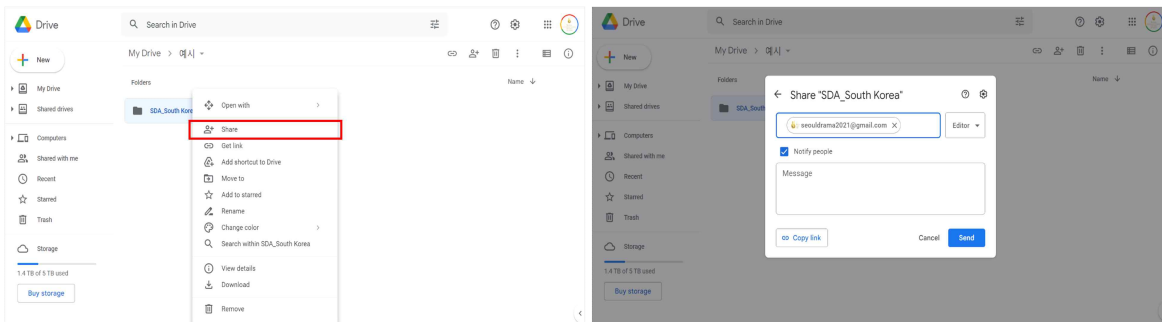 Drive
Search in Drive
New
My Drive > 예시
My Drive
Shared drives
Computers
Shared with me
Recent
Starred
Trash
Storage
1.4 TB of 5 TB used
Buy storage
Folders
Name
SDA_South Kore
Open with
Share
Get link
Add shortcut to Drive
Move to
Add to starred
Rename
Change color
Search within SDA_South Korea
View details
Download
Remove
Drive
Search in Drive
New
My Drive > 예시
My Drive
Shared drives
Computers
Shared with me
Recent
Starred
Trash
Storage
1.4 TB of 5 TB used
Buy storage
Folders
Name
SDA_South
Share "SDA_South Korea"
seouldrama2021@gmail.com
Editor
Notify people
Message
Copy link
Cancel
Send